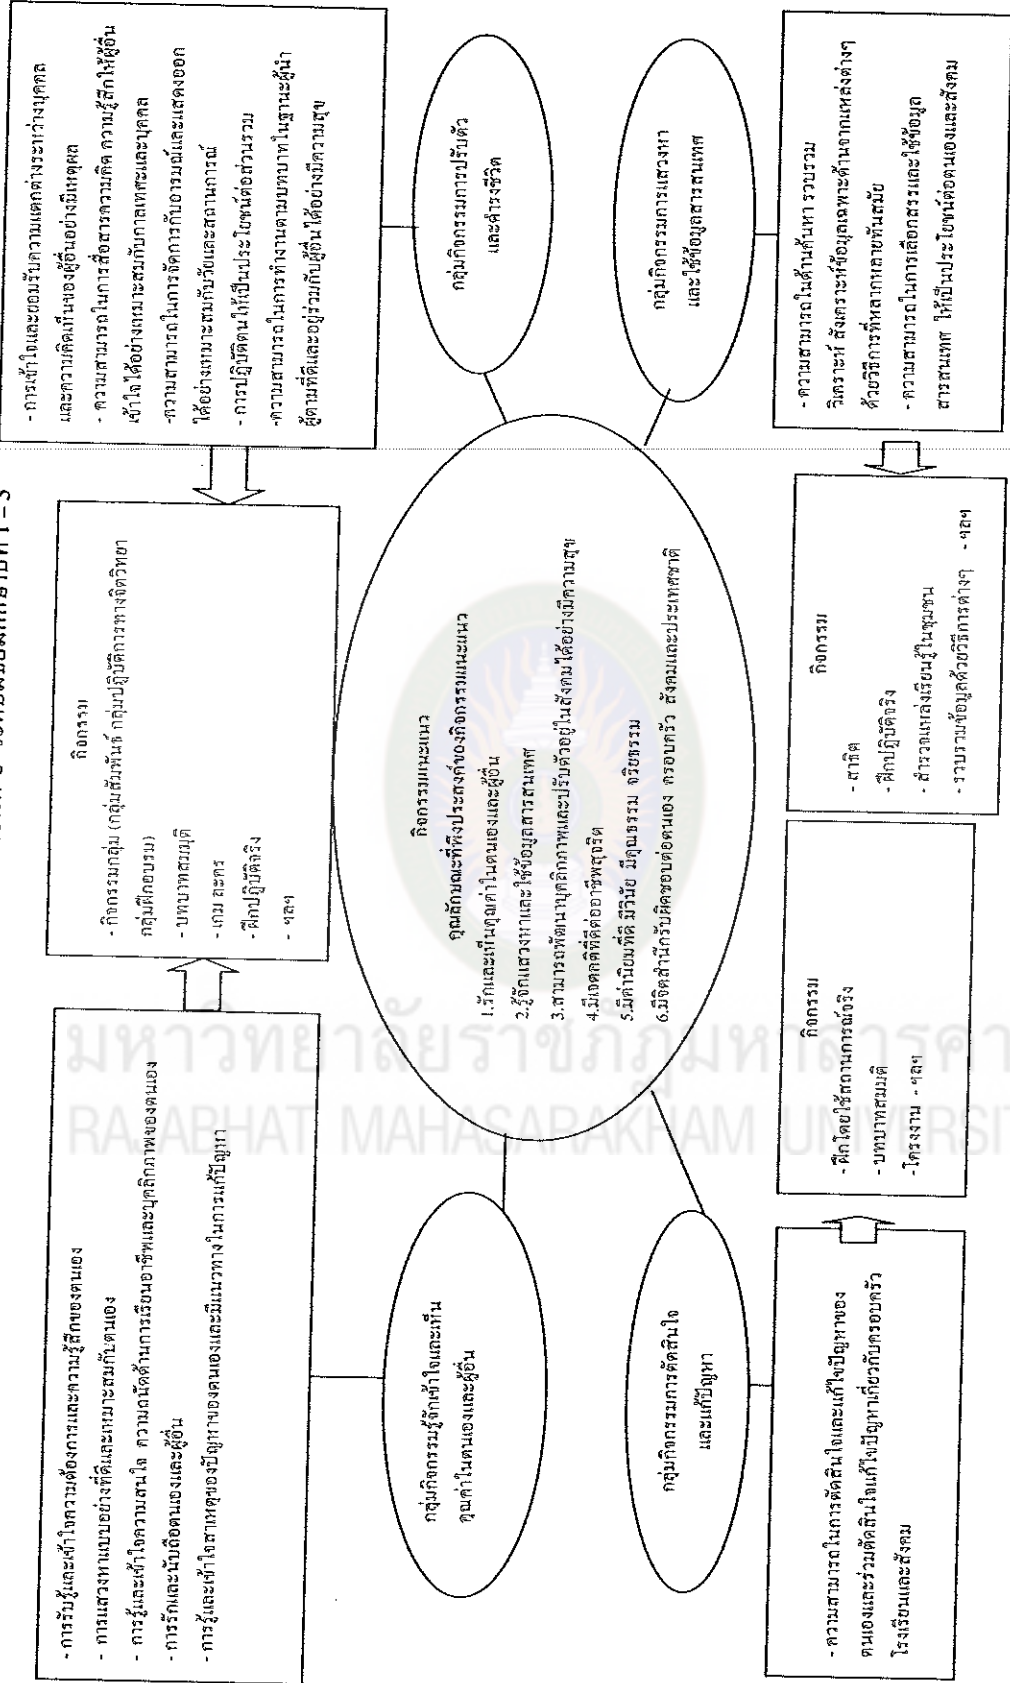 - การรับรู้และเข้าใจความต้องการและความรู้สึกของตนเอง
- การแสวงหาแบบอย่างที่ดีและเหมาะสมกับตนเอง
- การรู้และเข้าใจความสนใจ ความถนัดด้านการเรียนอาชีพและบุคลิกภาพของตนเอง
- การรักและนับถือตนเองและผู้อื่น
- การรู้และเข้าใจสาเหตุของปัญหาของตนเองและมีแนวทางในการแก้ปัญหา
กิจกรรม
- กิจกรรมกลุ่ม (กลุ่มสัมพันธ์ กลุ่มปฏิบัติการทางจิตวิทยา
กลุ่มฝึกอบรม)
- บทบาทสมมุติ
- เกม ละคร
- ฝึกปฏิบัติจริง
- ฯลฯ
- การเข้าใจและยอมรับความแตกต่างระหว่างบุคคล
และความคิดเห็นของผู้อื่นอย่างมีเหตุผล
- ความสามารถในการสื่อสารความคิด ความรู้สึกให้ผู้อื่น
เข้าใจได้อย่างเหมาะสมกับกาลเทศะและบุคคล
-ความสามารถในการจัดการกับอารมณ์และแสดงออก
ได้อย่างเหมาะสมกับวัยและสถานการณ์
- การปฏิบัติตนให้เป็นประโยชน์ต่อส่วนรวม
-ความสามารถในการทำงานตามบทบาทในฐานะผู้นำ
ผู้ตามที่ดีและอยู่ร่วมกับผู้อื่นได้อย่างมีความสุข
กลุ่มกิจกรรมรู้จักเข้าใจและเห็น
คุณค่าในตนเองและผู้อื่น
กลุ่มกิจกรรมการปรับตัว
และดำรงชีวิต
กิจกรรมแนะแนว
คุณลักษณะที่พึงประสงค์ของกิจกรรมแนะแนว
1.รักและเห็นคุณค่าในตนเองและผู้อื่น
2.รู้จักแสวงหาและใช้ข้อมูลสารสนเทศ
3.สามารถพัฒนาบุคลิกภาพและปรับตัวอยู่ในสังคมได้อย่างมีความสุข
4.มีเจตคติที่ดีต่ออาชีพสุจริต
5.มีค่านิยมที่ดี มีวินัย มีคุณธรรม จริยธรรม
6.มีจิตสำนึกรับผิดชอบต่อตนเอง ครอบครัว สังคมและประเทศชาติ
มหาวิทยาลัยราชภัฏมหาสารคา
RAJABHAT MAHASARAKHAM UNIVERSIT
กลุ่มกิจกรรมการตัดสินใจ
และแก้ปัญหา
กลุ่มกิจกรรมการแสวงหา
และใช้ข้อมูลสารสนเทศ
- ความสามารถในการตัดสินใจและแก้ไขปัญหาของ
ตนเองและร่วมตัดสินใจแก้ไขปัญหาเกี่ยวกับครอบครัว
โรงเรียนและสังคม
กิจกรรม
- ฝึกโดยใช้สถานการณ์จริง
- บทบาทสมมติ
-โครงงาน - ฯลฯ
กิจกรรม
- สาธิต
- ฝึกปฏิบัติจริง
- สำรวจแหล่งเรียนรู้ในชุมชน
- รวบรวมข้อมูลด้วยวิธีการต่างๆ - ฯลฯ
- ความสามารถในด้านค้นหา รวบรวม
วิเคราะห์ สังเคราะห์ข้อมูลเฉพาะด้านจากแหล่งต่างๆ
ด้วยวิธีการที่หลากหลายทันสมัย
- ความสามารถในการเลือกสรรและใช้ข้อมูล
สารสนเทศ ให้เป็นประโยชน์ต่อตนเองและสังคม